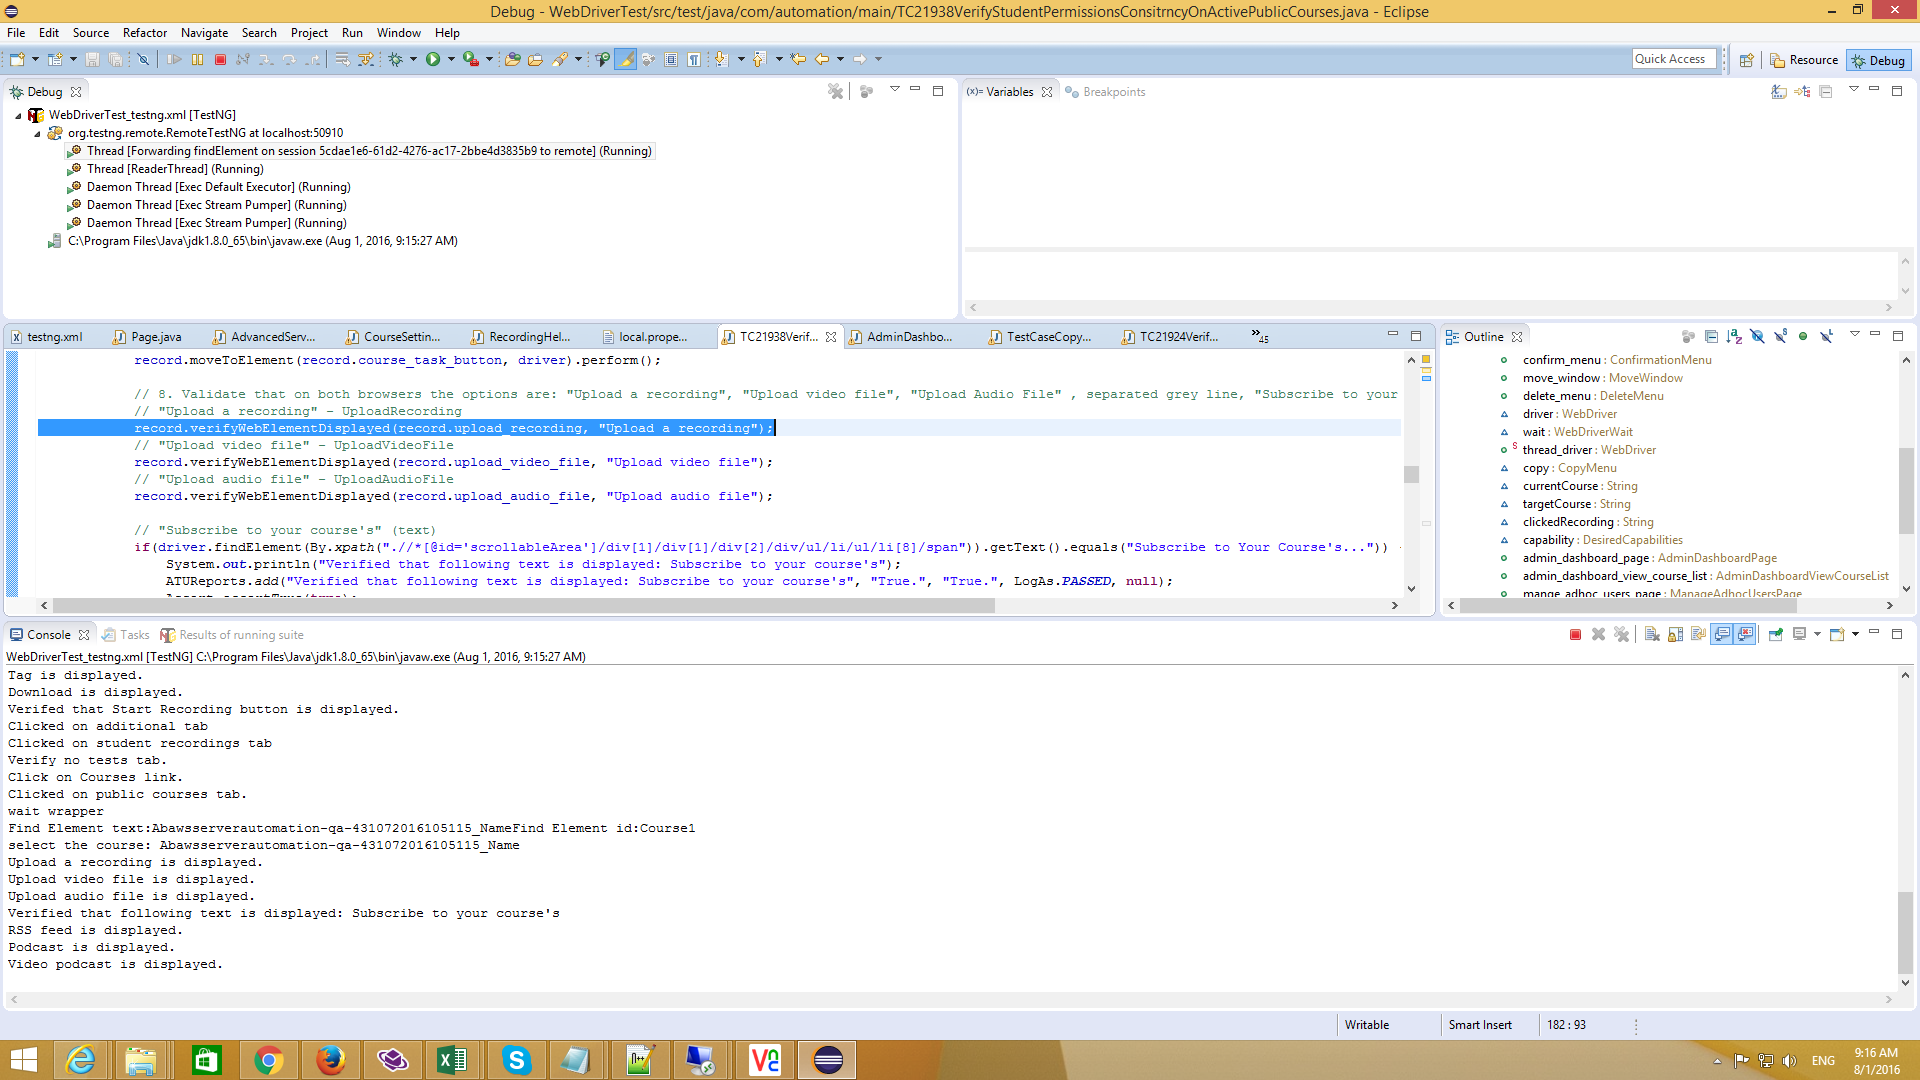 Debug - WebDriverTest/src/test/java/com/automation/main/TC21938VerifyStudentPermissionsConsitrncyOnActivePublicCourses.java - Eclipse
File Edit Source Refactor Navigate Search Project Run Window Help
Quick Access Resource Debug
Debug
WebDriverTest_testng.xml [TestNG]
org.testng.remote.RemoteTestNG at localhost:50910
Thread [Forwarding findElement on session 5cdae1e6-61d2-4276-ac17-2bbe4d3835b9 to remote] (Running)
Thread [ReaderThread] (Running)
Daemon Thread [Exec Default Executor] (Running)
Daemon Thread [Exec Stream Pumper] (Running)
Daemon Thread [Exec Stream Pumper] (Running)
C:\Program Files\Java\jdk1.8.0_65\bin\javaw.exe (Aug 1, 2016, 9:15:27 AM)
(x)= Variables Breakpoints
testng.xml Page.java AdvancedServ... CourseSettin... RecordingHel... local.prope... TC21938Verif... AdminDashbo... TestCaseCopy... TC21924Verif... »45
record.moveToElement(record.course_task_button, driver).perform();
// 8. Validate that on both browsers the options are: "Upload a recording", "Upload video file", "Upload Audio File" , separated grey line, "Subscribe to your
// "Upload a recording" - UploadRecording
record.verifyWebElementDisplayed(record.upload_recording, "Upload a recording");
// "Upload video file" - UploadVideoFile
record.verifyWebElementDisplayed(record.upload_video_file, "Upload video file");
// "Upload audio file" - UploadAudioFile
record.verifyWebElementDisplayed(record.upload_audio_file, "Upload audio file");
// "Subscribe to your course's" (text)
if(driver.findElement(By.xpath(".//*[@id='scrollableArea']/div[1]/div[1]/div[2]/div/ul/li/ul/li[8]/span")).getText().equals("Subscribe to Your Course's..."))
System.out.println("Verified that following text is displayed: Subscribe to your course's");
ATUReports.add("Verified that following text is displayed: Subscribe to your course's", "True.", "True.", LogAs.PASSED, null);
Assert.assertTrue(true);
Outline
confirm_menu : ConfirmationMenu
move_window : MoveWindow
delete_menu : DeleteMenu
driver : WebDriver
wait : WebDriverWait
S thread_driver : WebDriver
copy : CopyMenu
currentCourse : String
targetCourse : String
clickedRecording : String
capability : DesiredCapabilities
admin_dashboard_page : AdminDashboardPage
admin_dashboard_view_course_list : AdminDashboardViewCourseList
mange_adhoc_users_page : ManageAdhocUsersPage
Console Tasks Results of running suite
WebDriverTest_testng.xml [TestNG] C:\Program Files\Java\jdk1.8.0_65\bin\javaw.exe (Aug 1, 2016, 9:15:27 AM)
Tag is displayed.
Download is displayed.
Verifed that Start Recording button is displayed.
Clicked on additional tab
Clicked on student recordings tab
Verify no tests tab.
Click on Courses link.
Clicked on public courses tab.
wait wrapper
Find Element text:Abawsserverautomation-qa-431072016105115_NameFind Element id:Course1
select the course: Abawsserverautomation-qa-431072016105115_Name
Upload a recording is displayed.
Upload video file is displayed.
Upload audio file is displayed.
Verified that following text is displayed: Subscribe to your course's
RSS feed is displayed.
Podcast is displayed.
Video podcast is displayed.
Writable Smart Insert 182 : 93
ENG 9:16 AM
8/1/2016